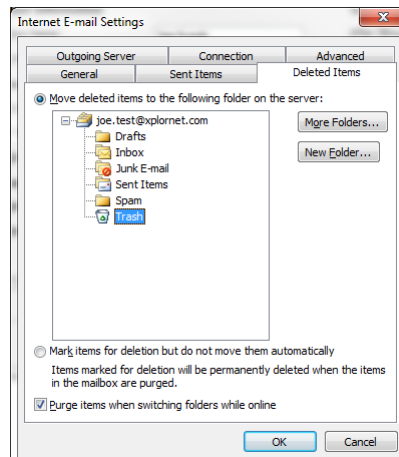 Internet E-mail Settings
Outgoing Server Connection Advanced
General Sent Items Deleted Items
Move deleted items to the following folder on the server:
joe.test@xplornet.com
Drafts
Inbox
Junk E-mail
Sent Items
Spam
Trash
More Folders...
New Folder...
Mark items for deletion but do not move them automatically
Items marked for deletion will be permanently deleted when the items
in the mailbox are purged.
Purge items when switching folders while online
OK Cancel